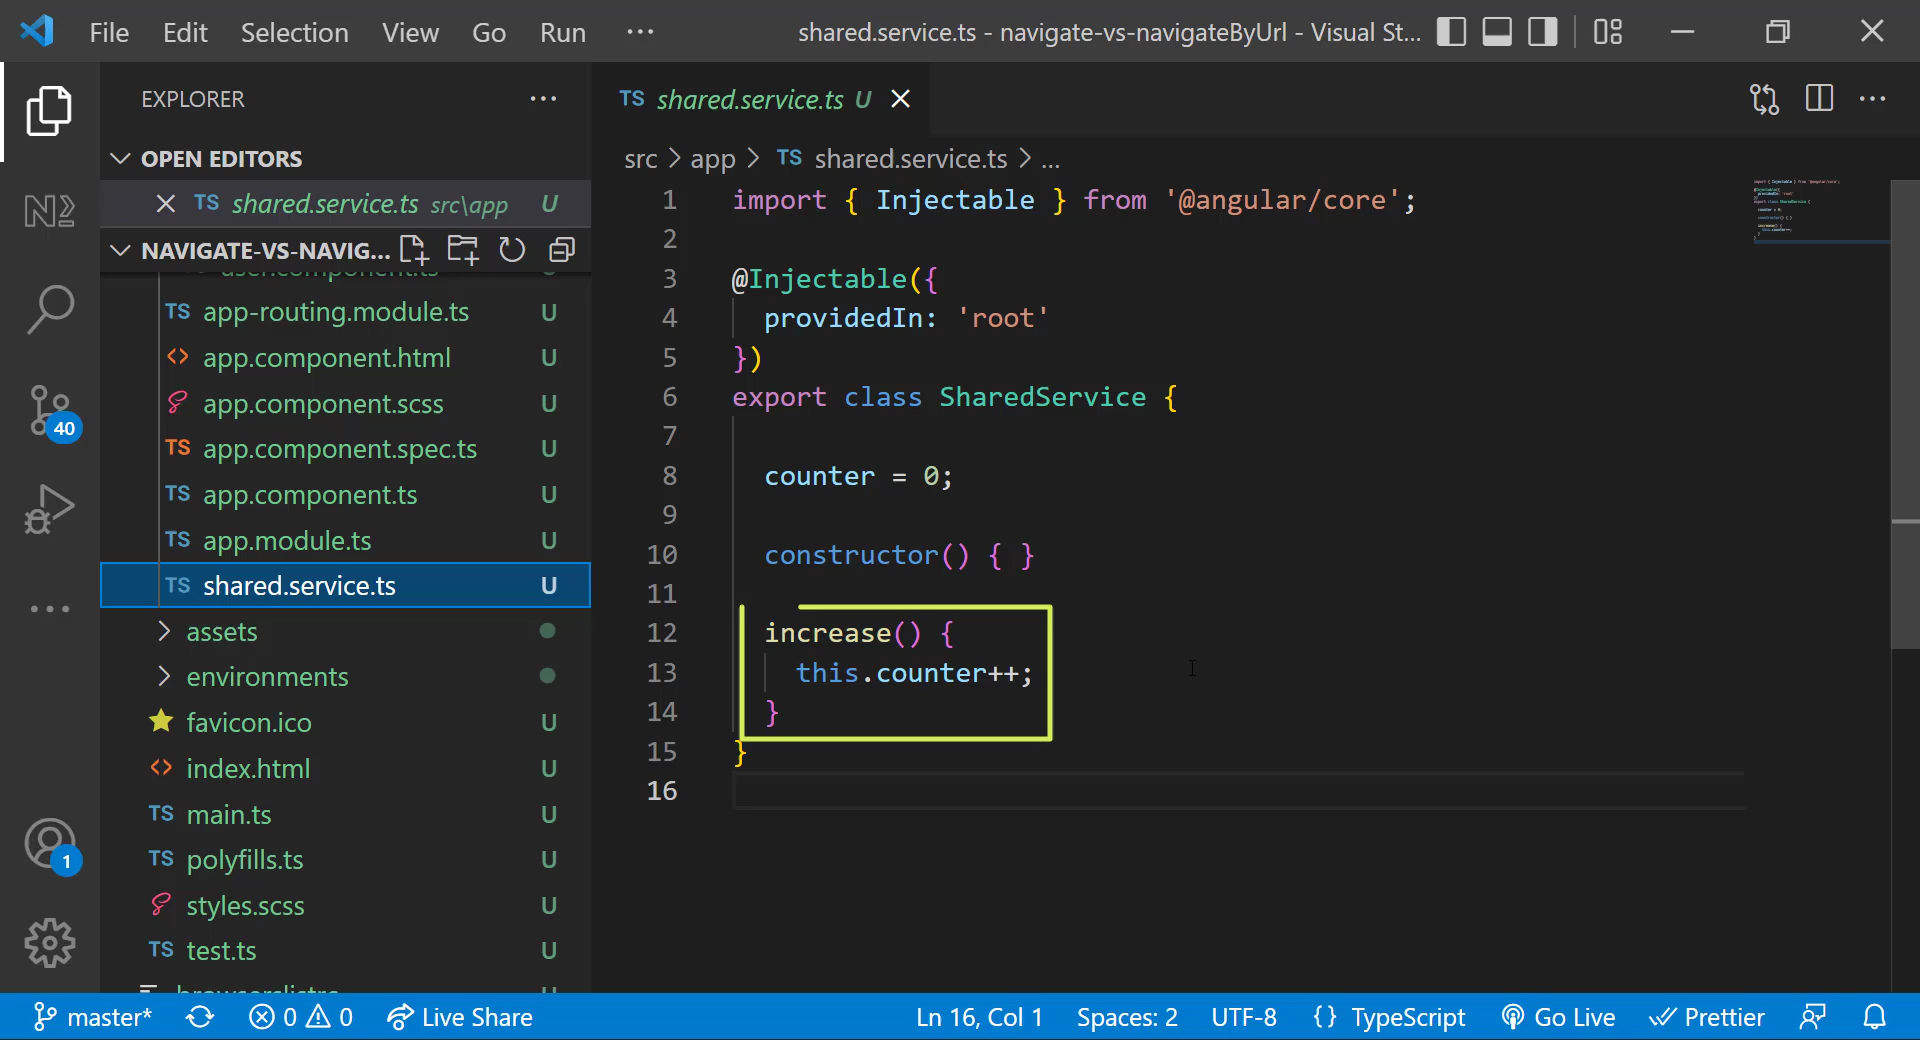 File Edit Selection View Go Run ···
shared.service.ts - navigate-vs-navigateByUrl - Visual St...
EXPLORER
OPEN EDITORS
TS shared.service.ts src\app U
NAVIGATE-VS-NAVIG...
user.component.ts
TS app-routing.module.ts U
<> app.component.html U
app.component.scss U
TS app.component.spec.ts U
TS app.component.ts U
TS app.module.ts U
TS shared.service.ts U
assets
environments
favicon.ico U
<> index.html U
TS main.ts U
TS polyfills.ts U
styles.scss U
TS test.ts U
browserslistrc
40
1
TS shared.service.ts U
src > app > TS shared.service.ts > ...
1 import { Injectable } from '@angular/core';
2
3 @Injectable({
4 providedIn: 'root'
5 })
6 export class SharedService {
7
8 counter = 0;
9
10 constructor() { }
11
12 increase() {
13 this.counter++;
14 }
15 }
16
master* 0 0 Live Share Ln 16, Col 1 Spaces: 2 UTF-8 {} TypeScript Go Live Prettier